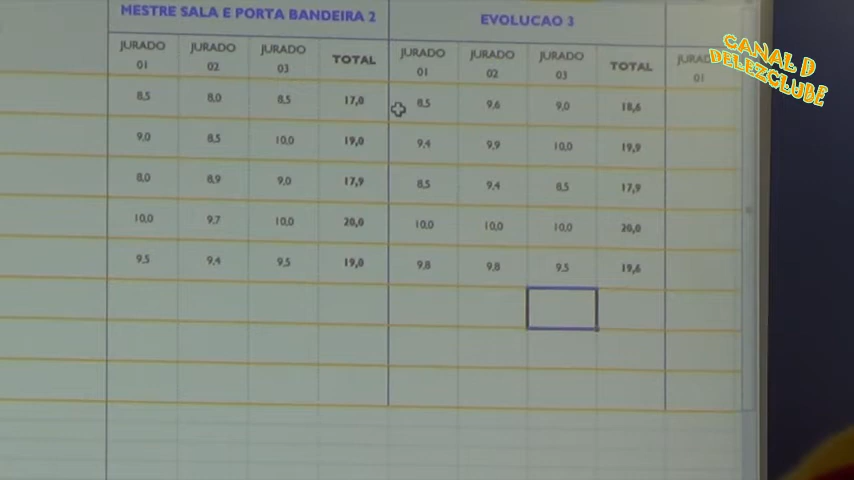 MESTRE SALA E PORTA BANDEIRA 2 EVOLUCAO 3
JURADO 01 JURADO 02 JURADO 03 TOTAL JURADO 01 JURADO 02 JURADO 03 TOTAL JURADO 01
8,5 8,0 8,5 17,0 8,5 9,6 9,0 18,6
9,0 8,5 10,0 19,0 9,4 9,9 10,0 19,9
8,0 8,9 9,0 17,9 8,5 9,4 8,5 17,9
10,0 9,7 10,0 20,0 10,0 10,0 10,0 20,0
9,5 9,4 9,5 19,0 9,8 9,8 9,5 19,6
CANAL D
DELEZCLUBE